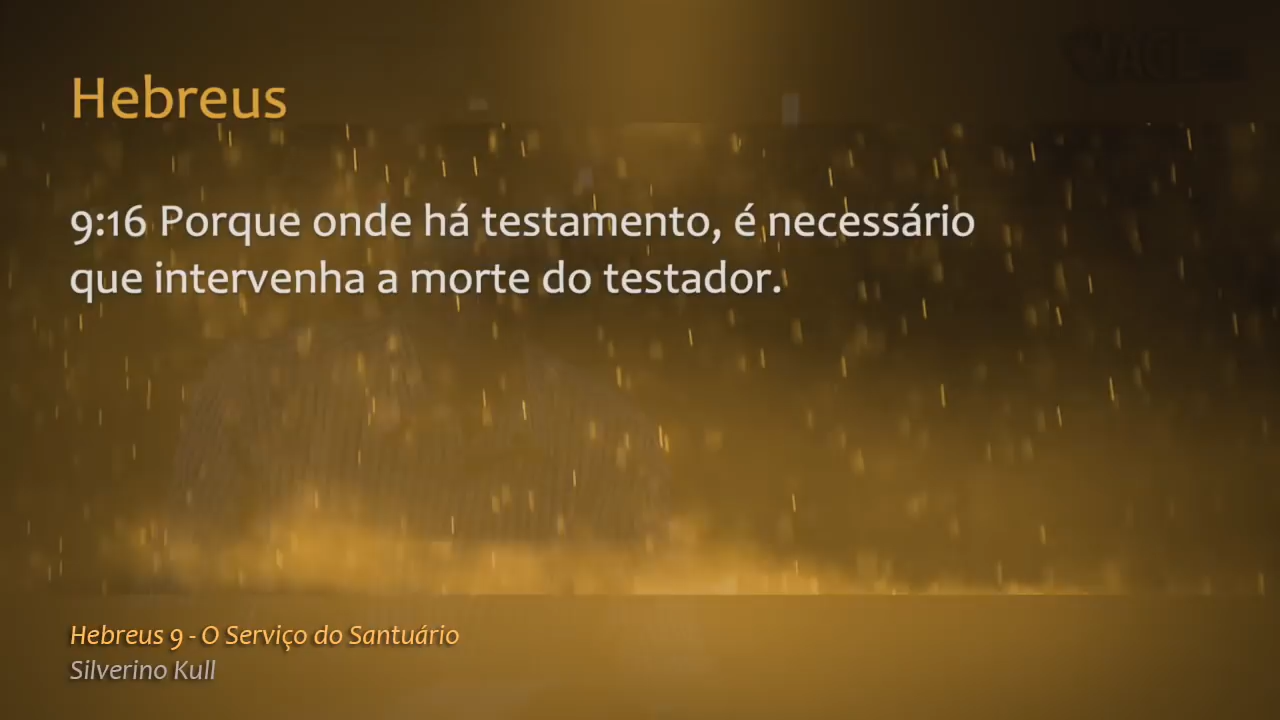 Hebreus
9:16 Porque onde há testamento, é necessário
que intervenha a morte do testador.
Hebreus 9 - O Serviço do Santuário
Silverino Kull